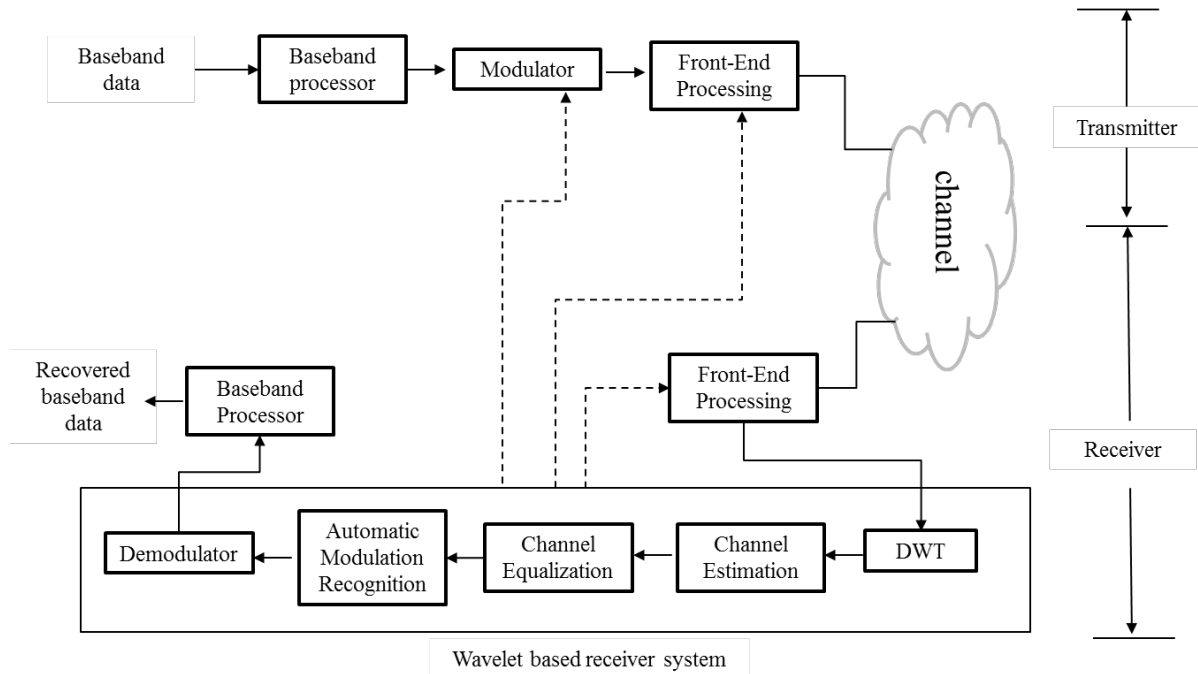 Baseband
data
Baseband
processor
Modulator
Front-End
Processing
Transmitter
channel
Recovered
baseband
data
Baseband
Processor
Front-End
Processing
Receiver
Demodulator
Automatic
Modulation
Recognition
Channel
Equalization
Channel
Estimation
DWT
Wavelet based receiver system